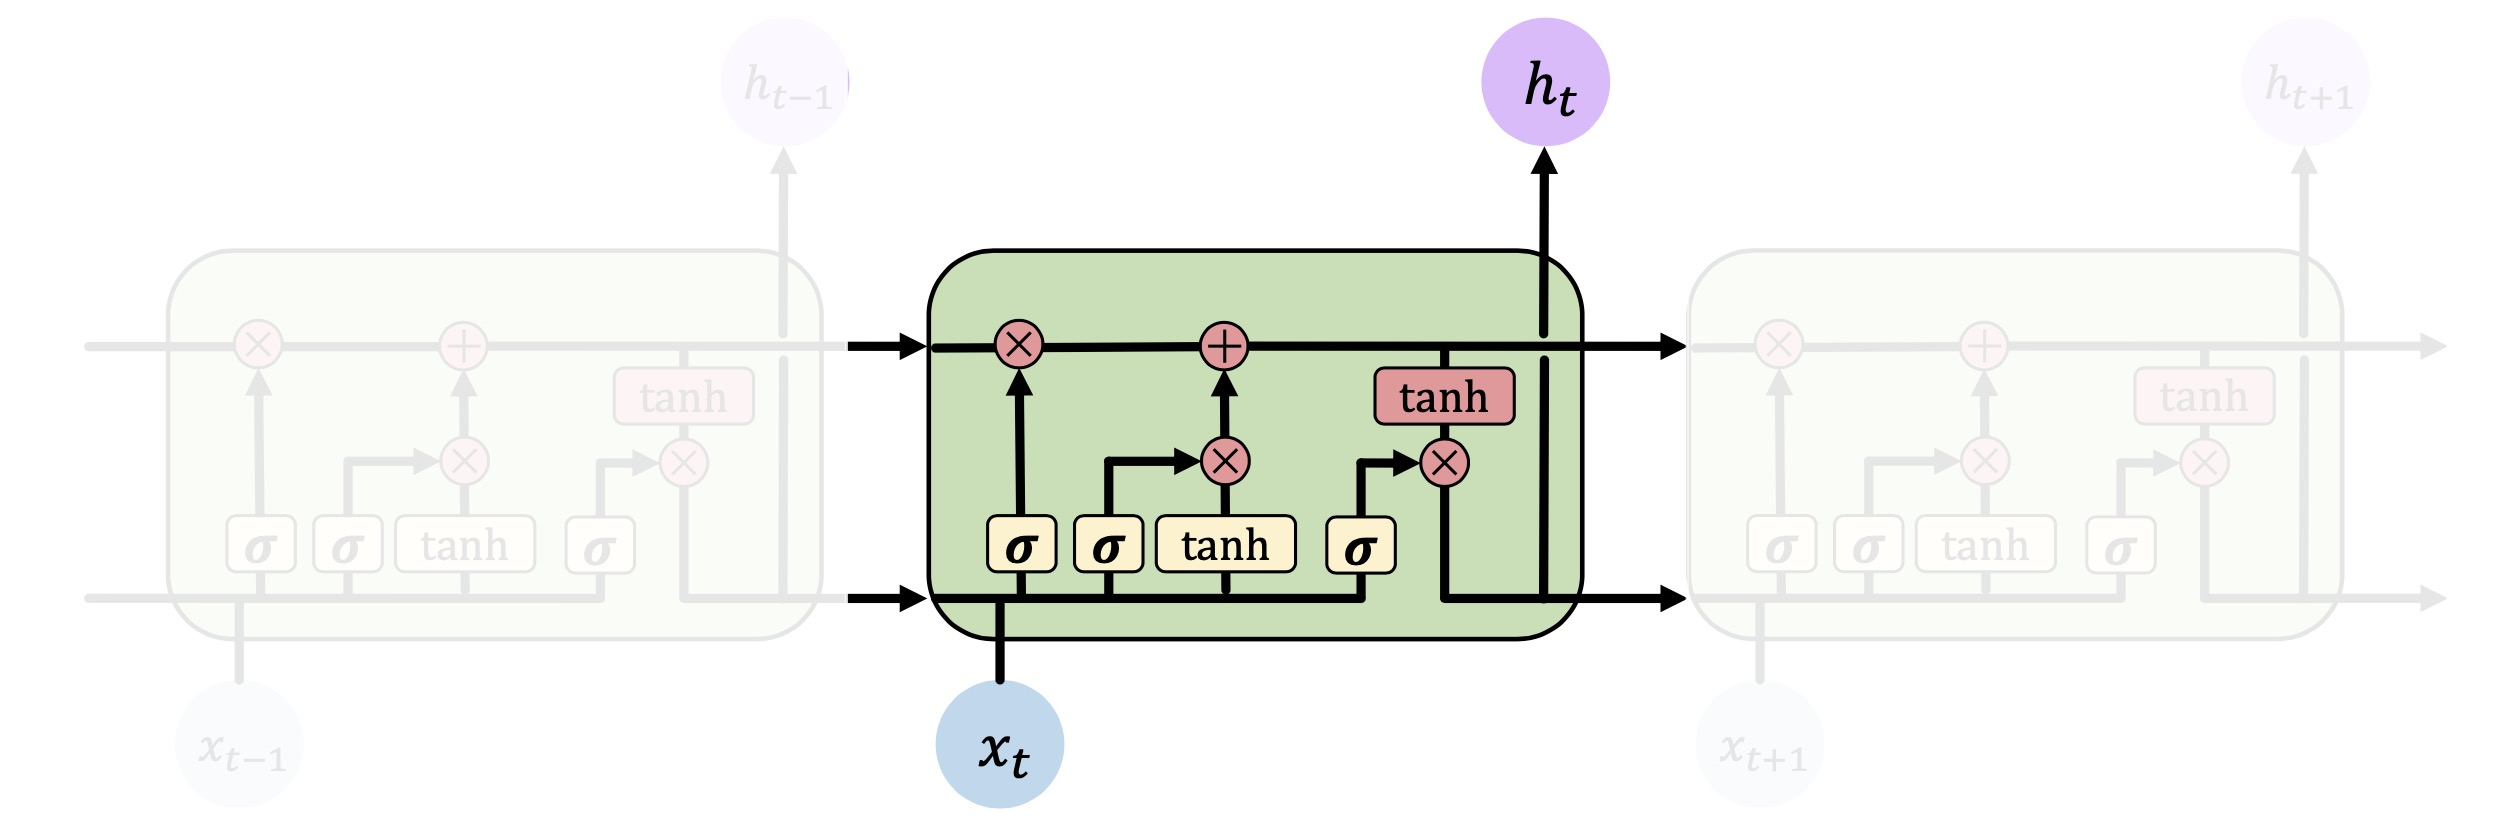 h_{t-1} h_t h_{t+1}
× + × + × +
tanh tanh tanh
× × × × × ×
σ σ tanh σ σ σ tanh σ σ σ tanh σ
x_{t-1} x_t x_{t+1}